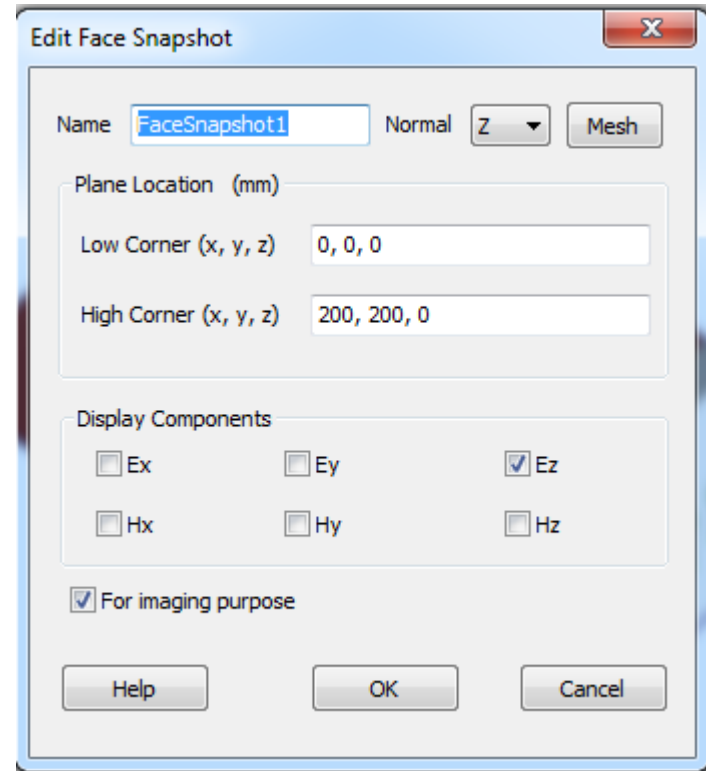 Edit Face Snapshot
Name FaceSnapshot1 Normal Z Mesh
Plane Location (mm)
Low Corner (x, y, z) 0, 0, 0
High Corner (x, y, z) 200, 200, 0
Display Components
Ex Ey Ez
Hx Hy Hz
For imaging purpose
Help OK Cancel